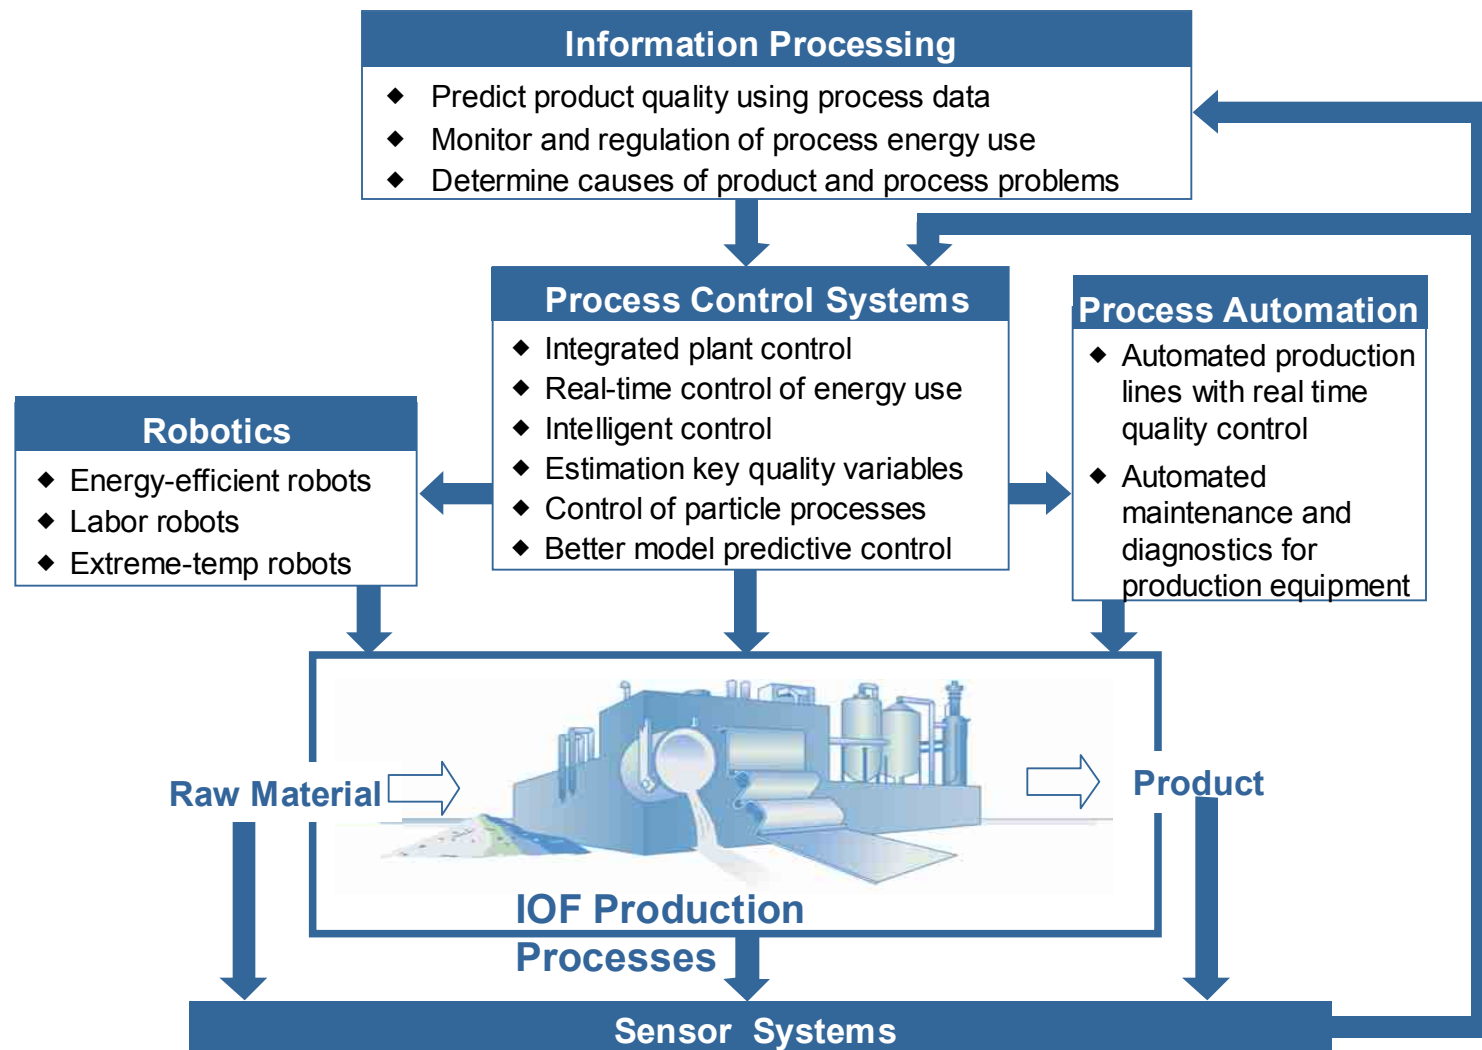 Information Processing
◆ Predict product quality using process data
◆ Monitor and regulation of process energy use
◆ Determine causes of product and process problems
Process Control Systems
◆ Integrated plant control
◆ Real-time control of energy use
◆ Intelligent control
◆ Estimation key quality variables
◆ Control of particle processes
◆ Better model predictive control
Process Automation
◆ Automated production
lines with real time
quality control
◆ Automated
maintenance and
diagnostics for
production equipment
Robotics
◆ Energy-efficient robots
◆ Labor robots
◆ Extreme-temp robots
Raw Material
Product
IOF Production
Processes
Sensor Systems